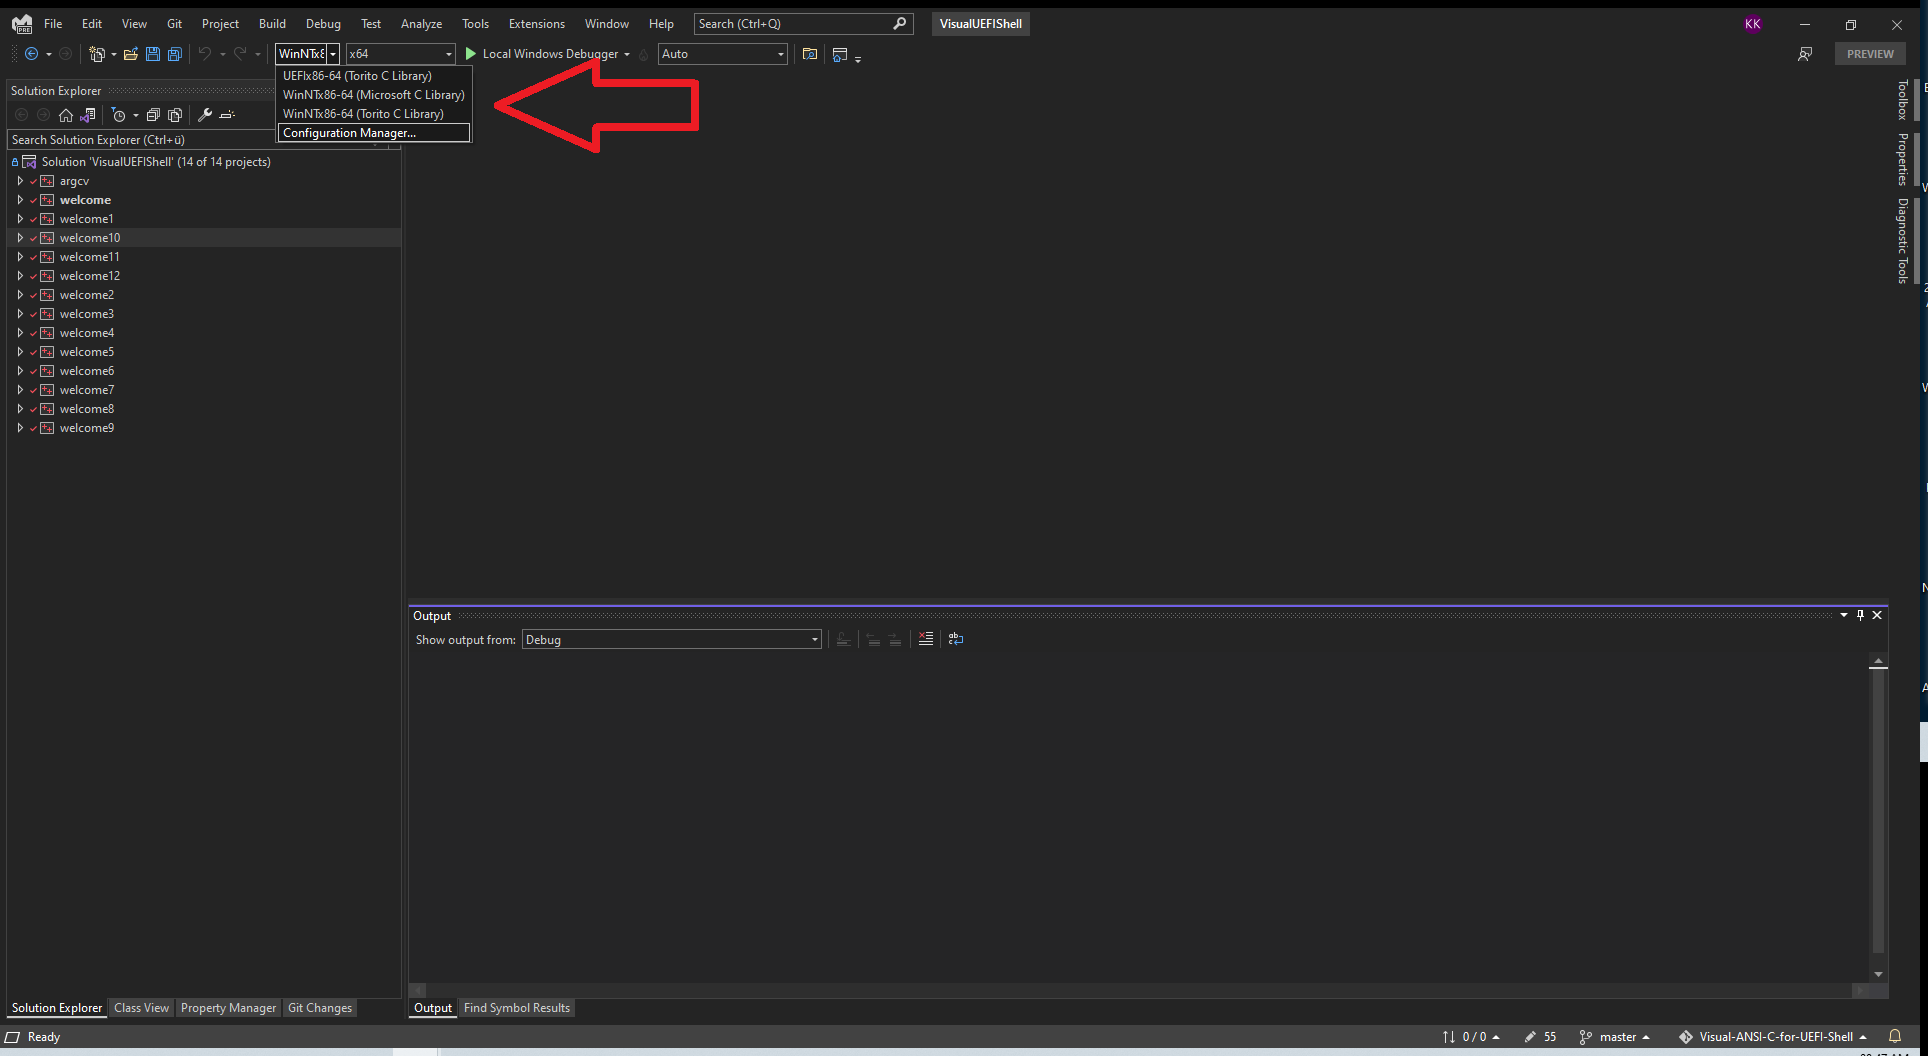 File Edit View Git Project Build Debug Test Analyze Tools Extensions Window Help Search (Ctrl+Q) VisualUEFIShell KK
PRE
WinNTx8 x64 Local Windows Debugger Auto PREVIEW
UEFIx86-64 (Torito C Library)
WinNTx86-64 (Microsoft C Library)
WinNTx86-64 (Torito C Library)
Configuration Manager...
Solution Explorer
Search Solution Explorer (Ctrl+ü)
Solution 'VisualUEFIShell' (14 of 14 projects)
argcv
welcome
welcome1
welcome10
welcome11
welcome12
welcome2
welcome3
welcome4
welcome5
welcome6
welcome7
welcome8
welcome9
Toolbox
Properties
Diagnostic Tools
Output
Show output from: Debug
Solution Explorer Class View Property Manager Git Changes
Output Find Symbol Results
Ready 0 / 0 55 master Visual-ANSI-C-for-UEFI-Shell